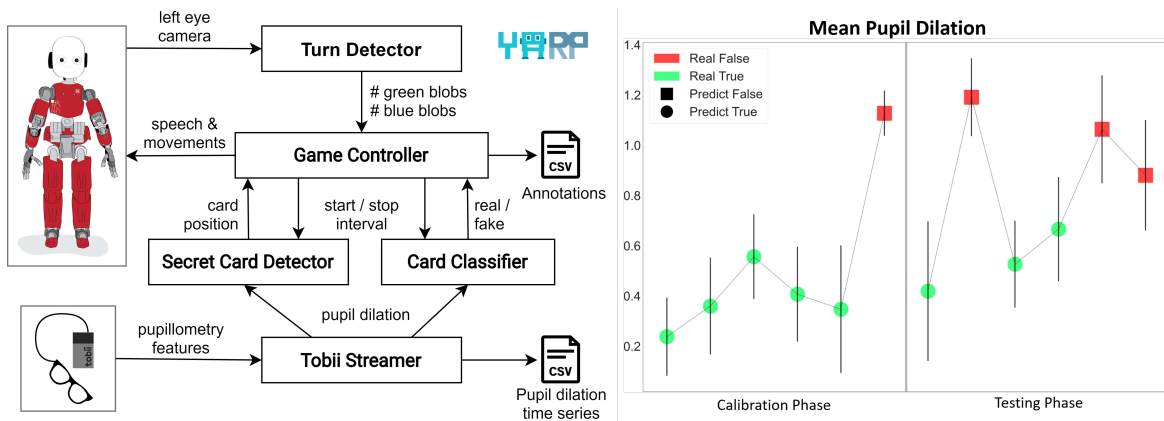 left eye
camera
Turn Detector
YARP
# green blobs
# blue blobs
speech &
movements
Game Controller
CSV
Annotations
card
position
start / stop
interval
real /
fake
Secret Card Detector
Card Classifier
pupil dilation
tobii
pupillometry
features
Tobii Streamer
CSV
Pupil dilation
time series
Mean Pupil Dilation
1.4
1.2
1.0
0.8
0.6
0.4
0.2
Real False
Real True
Predict False
Predict True
Calibration Phase
Testing Phase